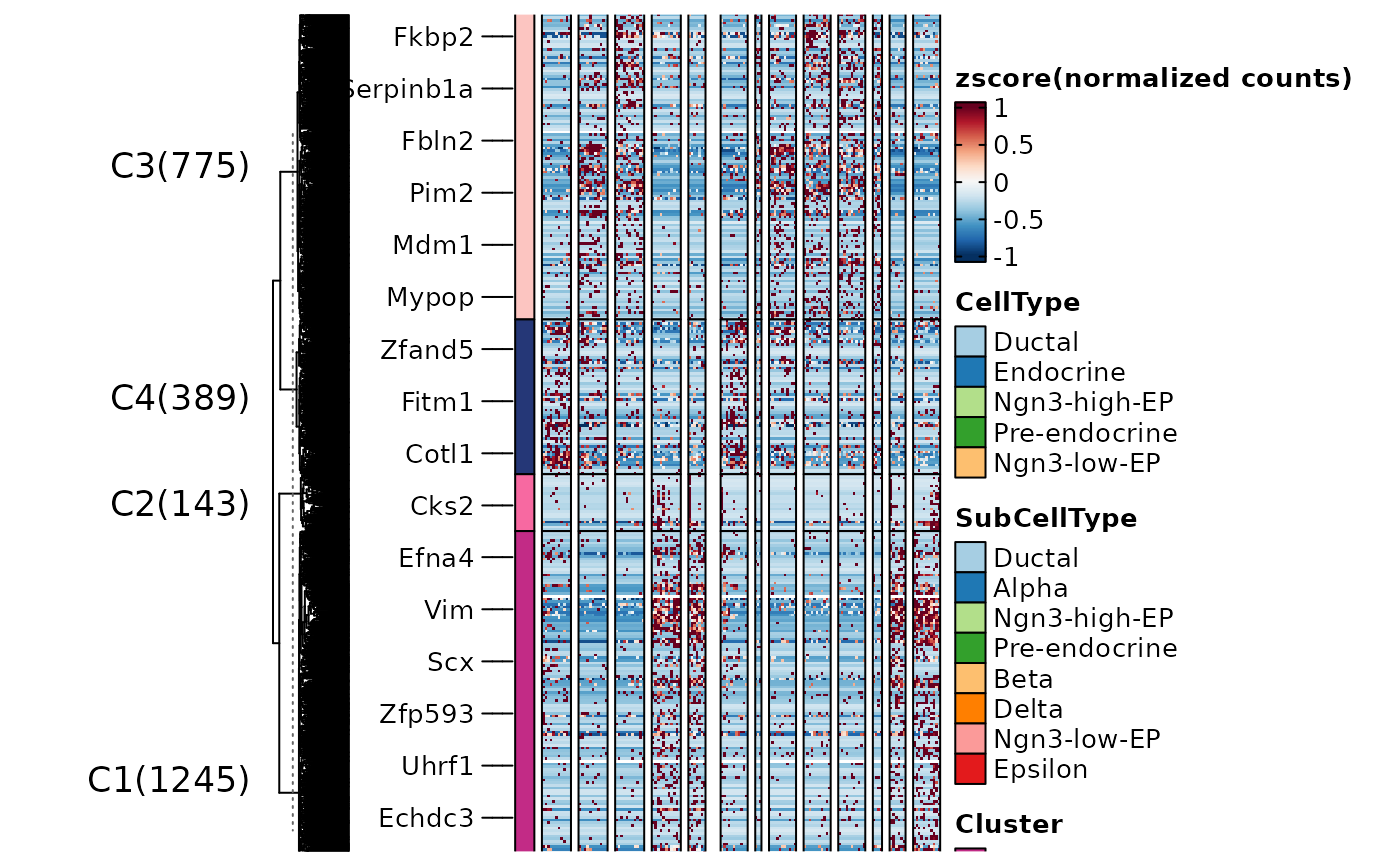 C3(775)
C4(389)
C2(143)
C1(1245)
Fkbp2
Serpinb1a
Fbln2
Pim2
Mdm1
Mypop
Zfand5
Fitm1
Cotl1
Cks2
Efna4
Vim
Scx
Zfp593
Uhrf1
Echdc3
zscore(normalized counts)
1
0.5
0
-0.5
-1
CellType
Ductal
Endocrine
Ngn3-high-EP
Pre-endocrine
Ngn3-low-EP
SubCellType
Ductal
Alpha
Ngn3-high-EP
Pre-endocrine
Beta
Delta
Ngn3-low-EP
Epsilon
Cluster